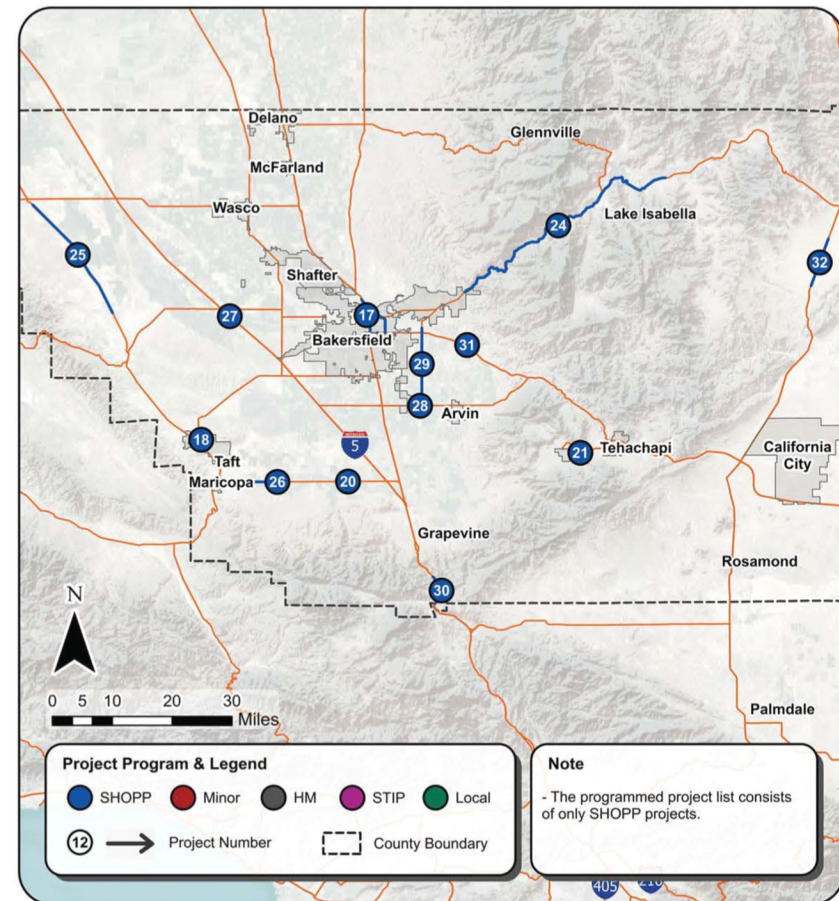 Delano
Glennville
McFarland
Wasco
24
Lake Isabella
25
32
Shafter
27
17
Bakersfield
31
29
28
Arvin
18
5
21
Tehachapi
California
City
Taft
Maricopa
26
20
Grapevine
Rosamond
30
N
0 5 10 20 30
Miles
Palmdale
Project Program & Legend
SHOPP
Minor
HM
STIP
Local
12
Project Number
County Boundary
Note
- The programmed project list consists
of only SHOPP projects.
405
210